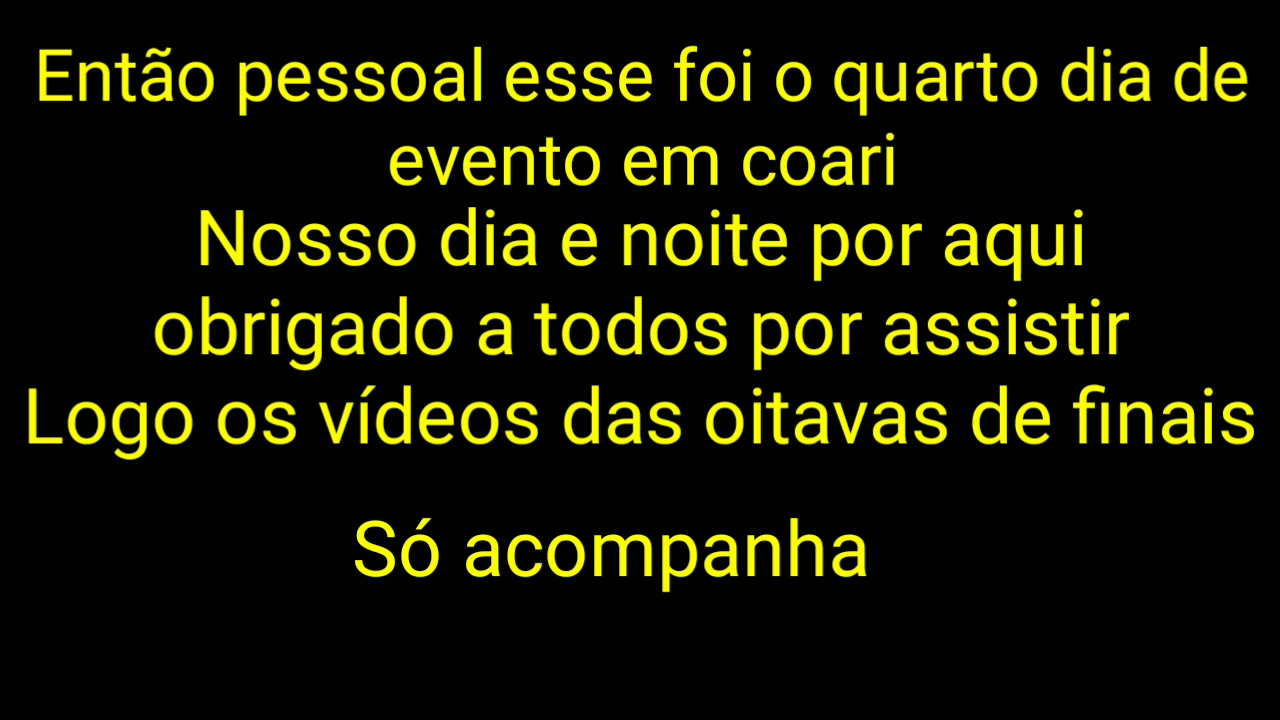 Então pessoal esse foi o quarto dia de
evento em coari
Nosso dia e noite por aqui
obrigado a todos por assistir
Logo os vídeos das oitavas de finais
Só acompanha